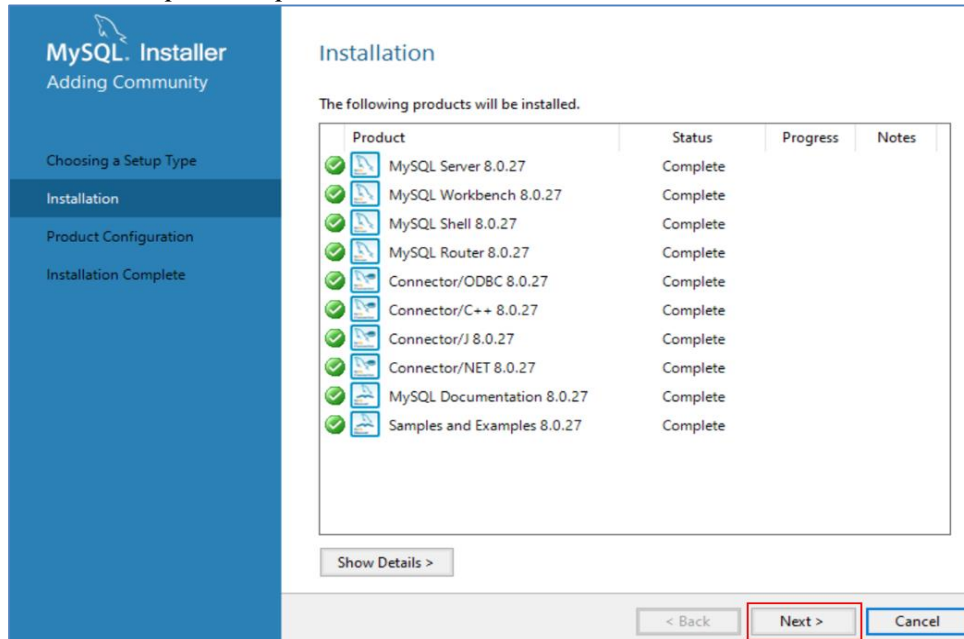 MySQL. Installer
Adding Community
Choosing a Setup Type
Installation
Product Configuration
Installation Complete
Installation
The following products will be installed.
Product Status Progress Notes
MySQL Server 8.0.27 Complete
MySQL Workbench 8.0.27 Complete
MySQL Shell 8.0.27 Complete
MySQL Router 8.0.27 Complete
Connector/ODBC 8.0.27 Complete
Connector/C++ 8.0.27 Complete
Connector/J 8.0.27 Complete
Connector/NET 8.0.27 Complete
MySQL Documentation 8.0.27 Complete
Samples and Examples 8.0.27 Complete
Show Details >
< Back Next > Cancel